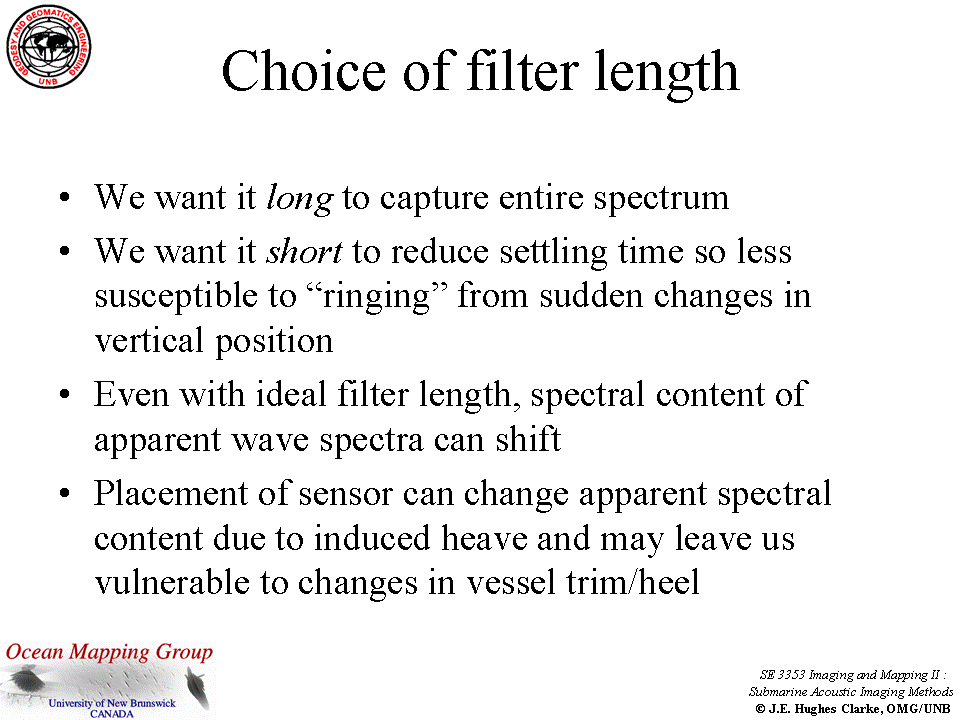 GEODESY AND GEOMATICS ENGINEERING
UNB
Choice of filter length
• We want it long to capture entire spectrum
• We want it short to reduce settling time so less
susceptible to “ringing” from sudden changes in
vertical position
• Even with ideal filter length, spectral content of
apparent wave spectra can shift
• Placement of sensor can change apparent spectral
content due to induced heave and may leave us
vulnerable to changes in vessel trim/heel
Ocean Mapping Group
University of New Brunswick
CANADA
SE 3353 Imaging and Mapping II :
Submarine Acoustic Imaging Methods
© J.E. Hughes Clarke, OMG/UNB